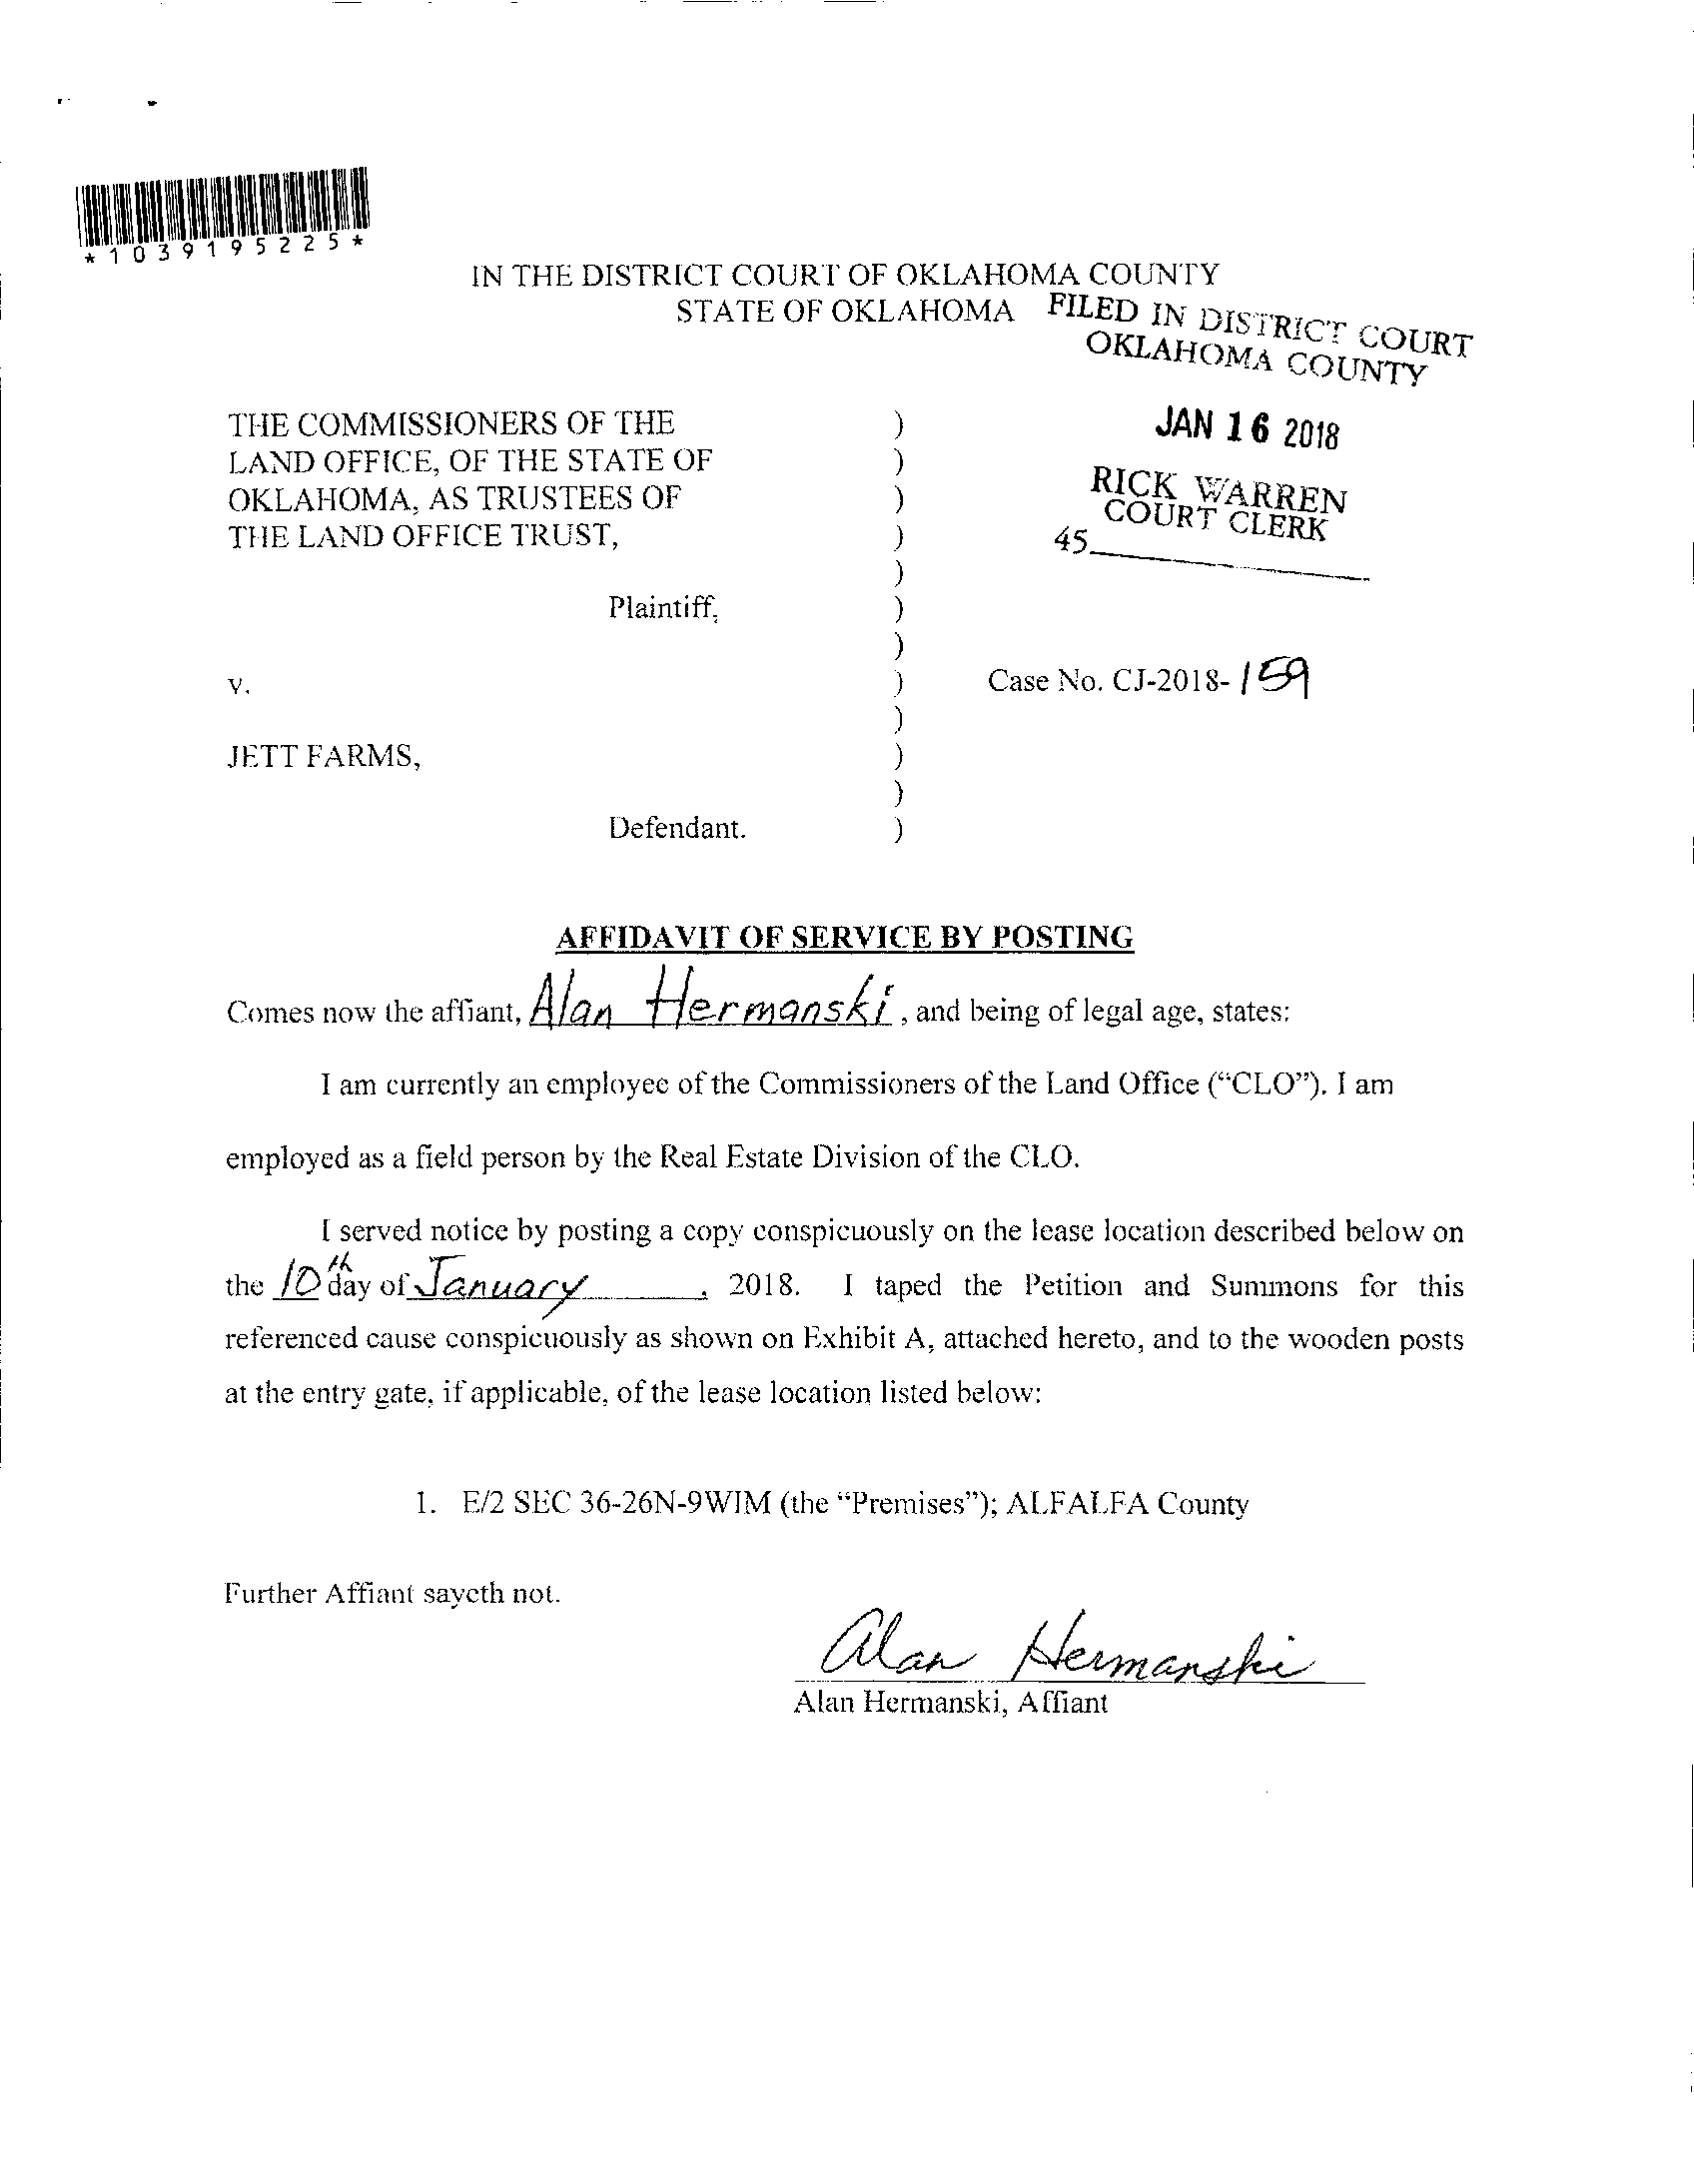 *1039195225*
IN THE DISTRICT COURT OF OKLAHOMA COUNTY
STATE OF OKLAHOMA
FILED IN DISTRICT COURT
OKLAHOMA COUNTY
JAN 16 2018
RICK WARREN
COURT CLERK
45
THE COMMISSIONERS OF THE )
LAND OFFICE, OF THE STATE OF )
OKLAHOMA, AS TRUSTEES OF )
THE LAND OFFICE TRUST, )
)
Plaintiff, )
)
v. ) Case No. CJ-2018-159
)
JETT FARMS, )
)
Defendant. )
AFFIDAVIT OF SERVICE BY POSTING
Comes now the affiant, Alan Hermanski, and being of legal age, states:
I am currently an employee of the Commissioners of the Land Office (“CLO”). I am
employed as a field person by the Real Estate Division of the CLO.
I served notice by posting a copy conspicuously on the lease location described below on
the 10th day of January, 2018. I taped the Petition and Summons for this
referenced cause conspicuously as shown on Exhibit A, attached hereto, and to the wooden posts
at the entry gate, if applicable, of the lease location listed below:
1. E/2 SEC 36-26N-9WIM (the “Premises”); ALFALFA County
Further Affiant sayeth not.
Alan Hermanski
Alan Hermanski, Affiant